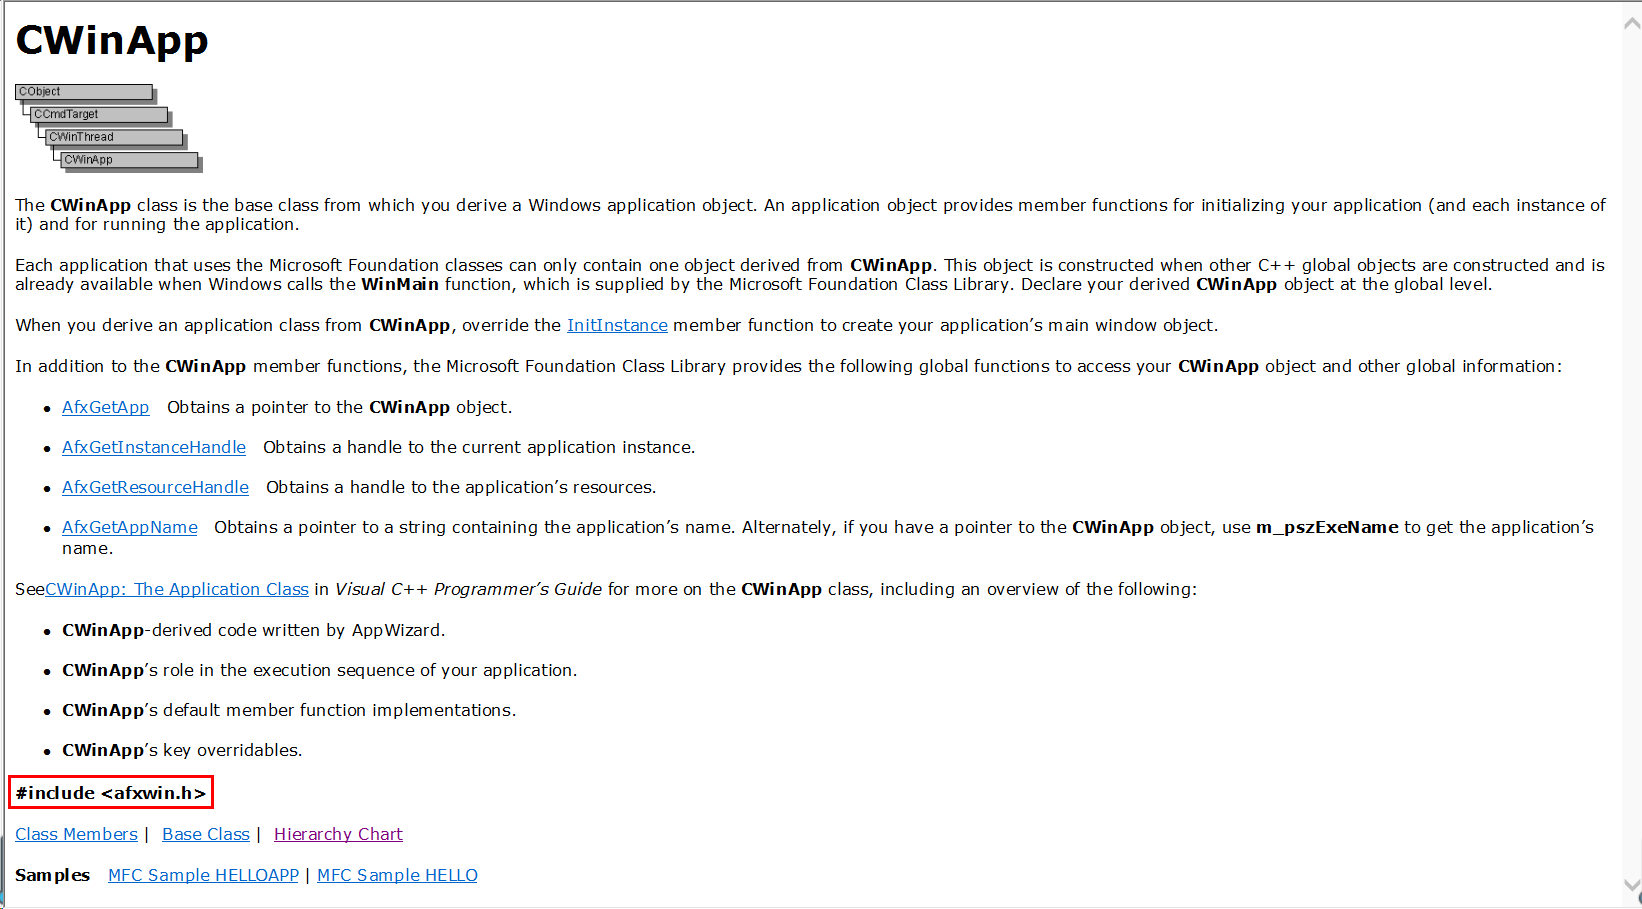 CWinApp
CObject
CCmdTarget
CWinThread
CWinApp
The CWinApp class is the base class from which you derive a Windows application object. An application object provides member functions for initializing your application (and each instance of
it) and for running the application.
Each application that uses the Microsoft Foundation classes can only contain one object derived from CWinApp. This object is constructed when other C++ global objects are constructed and is
already available when Windows calls the WinMain function, which is supplied by the Microsoft Foundation Class Library. Declare your derived CWinApp object at the global level.
When you derive an application class from CWinApp, override the InitInstance member function to create your application’s main window object.
In addition to the CWinApp member functions, the Microsoft Foundation Class Library provides the following global functions to access your CWinApp object and other global information:
• AfxGetApp   Obtains a pointer to the CWinApp object.
• AfxGetInstanceHandle   Obtains a handle to the current application instance.
• AfxGetResourceHandle   Obtains a handle to the application’s resources.
• AfxGetAppName   Obtains a pointer to a string containing the application’s name. Alternately, if you have a pointer to the CWinApp object, use m_pszExeName to get the application’s
name.
SeeCWinApp: The Application Class in Visual C++ Programmer’s Guide for more on the CWinApp class, including an overview of the following:
• CWinApp-derived code written by AppWizard.
• CWinApp’s role in the execution sequence of your application.
• CWinApp’s default member function implementations.
• CWinApp’s key overridables.
#include <afxwin.h>
Class Members |  Base Class |  Hierarchy Chart
Samples   MFC Sample HELLOAPP | MFC Sample HELLO